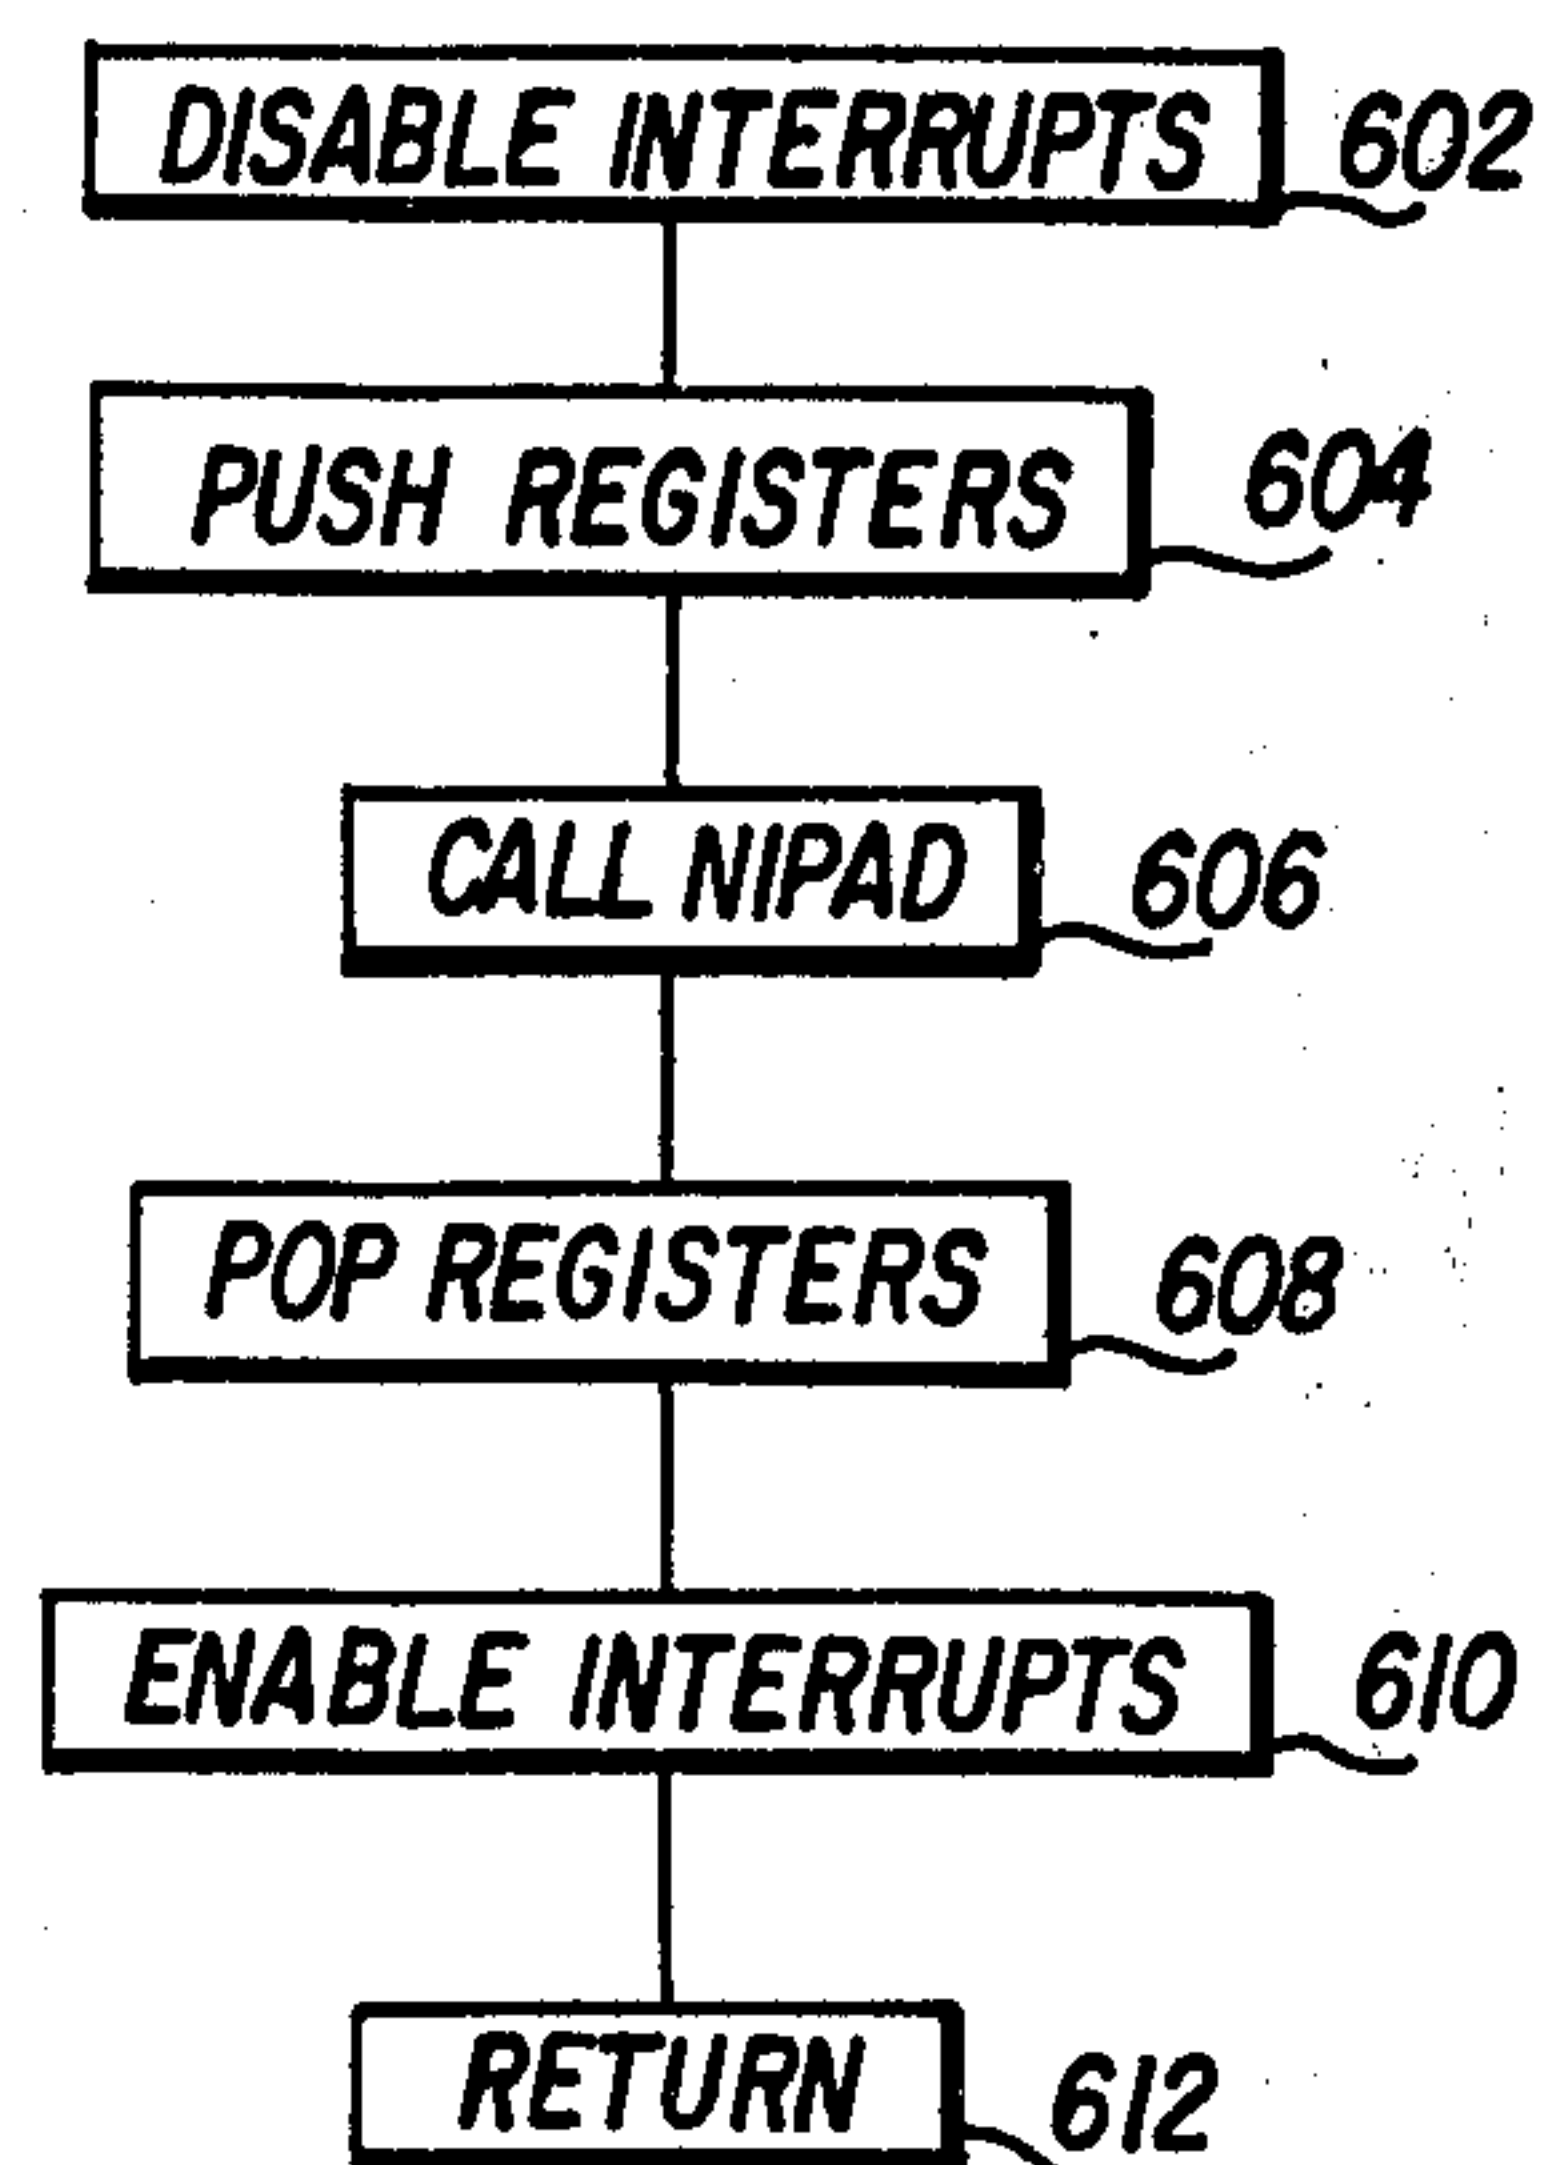 DISABLE INTERRUPTS 602
PUSH REGISTERS 604
CALL NIPAD 606
POP REGISTERS 608
ENABLE INTERRUPTS 610
RETURN 612